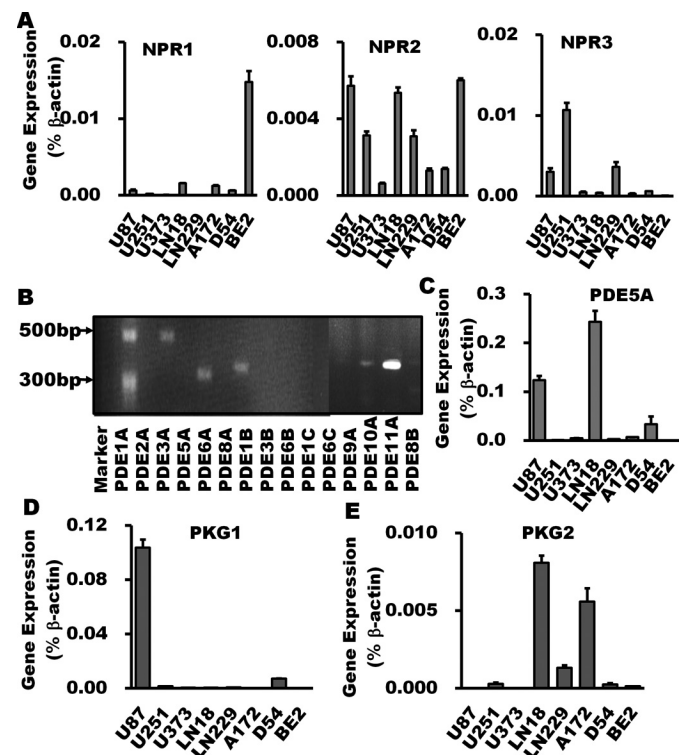 A
Gene Expression
(% β-actin)
0.02
0.01
0.00
NPR1
U87
U251
U373
LN18
LN229
A172
D54
BE2
0.008
0.004
0.000
NPR2
U87
U251
U373
LN18
LN229
A172
D54
BE2
0.02
0.01
0.00
NPR3
U87
U251
U373
LN18
LN229
A172
D54
BE2
B
500bp
300bp
Marker
PDE1A
PDE2A
PDE3A
PDE5A
PDE6A
PDE8A
PDE1B
PDE3B
PDE6B
PDE1C
PDE6C
PDE9A
PDE10A
PDE11A
PDE8B
C
Gene Expression
(% β-actin)
0.3
0.2
0.1
0.0
PDE5A
U87
U251
U373
LN18
LN229
A172
D54
BE2
D
Gene Expression
(% β-actin)
0.12
0.08
0.04
0.00
PKG1
U87
U251
U373
LN18
LN229
A172
D54
BE2
E
Gene Expression
(% β-actin)
0.010
0.005
0.000
PKG2
U87
U251
U373
LN18
LN229
A172
D54
BE2